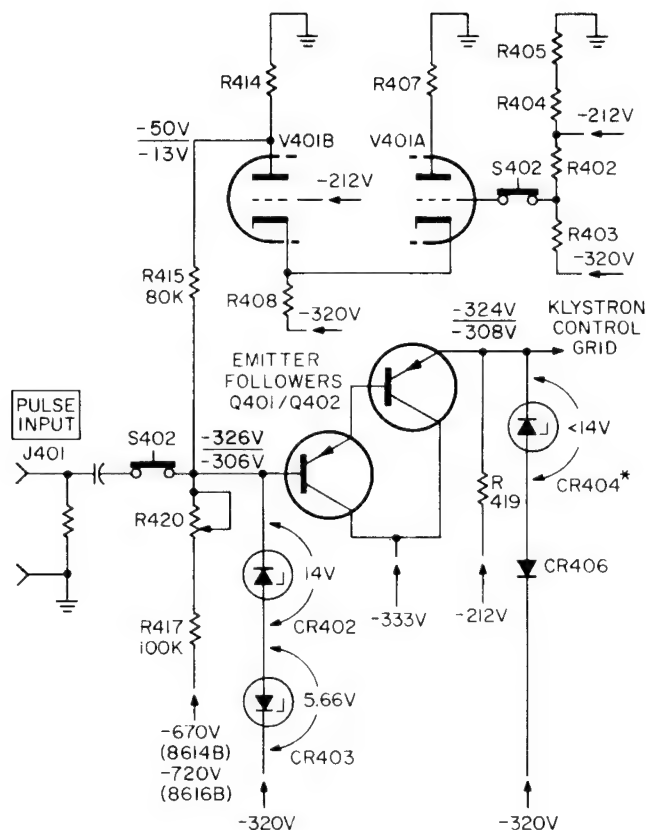 R414
R407
R405
R404
-50V
-13V
V401B
V401A
-212V
-212V
S402
R402
R403
-320V
R415
80K
R408
-320V
-324V
-308V
KLYSTRON
CONTROL
GRID
EMITTER
FOLLOWERS
Q401/Q402
PULSE
INPUT
J401
S402
-326V
-306V
<14V
CR404*
R
419
R420
14V
CR402
-333V
-212V
CR406
R417
100K
5.66V
CR403
-670V
(8614B)
-720V
(8616B)
-320V
-320V